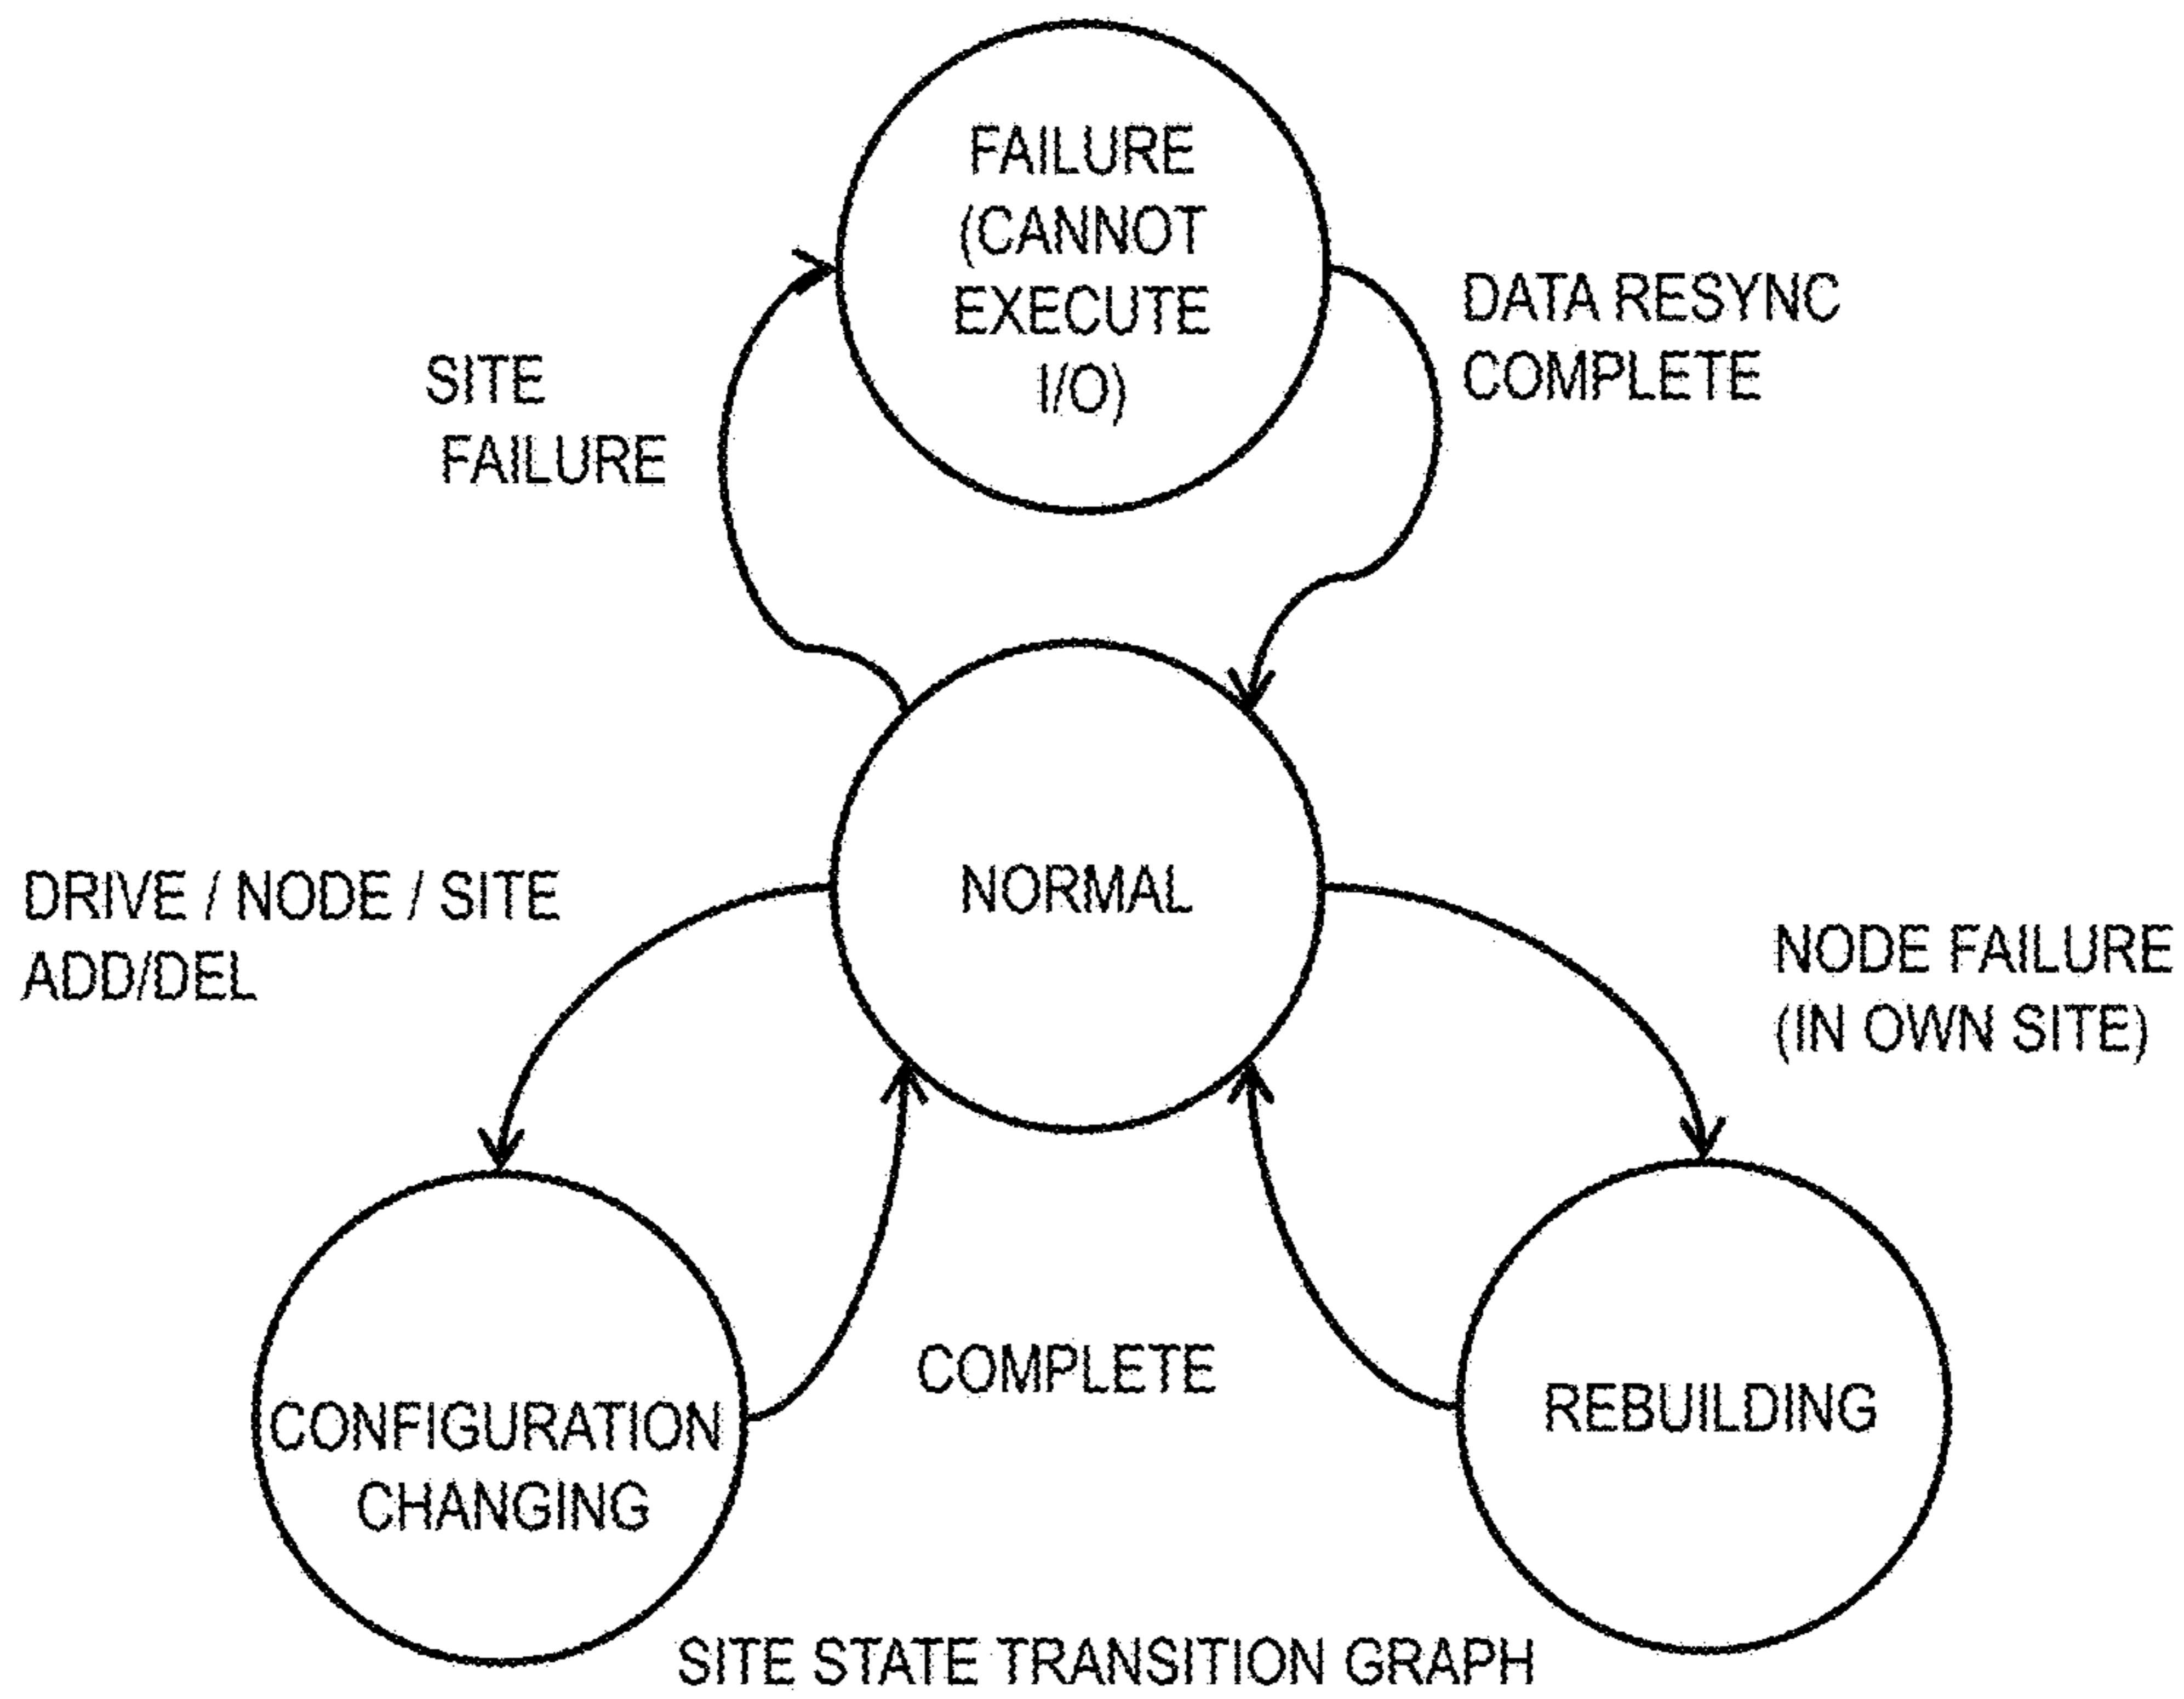 FAILURE
(CANNOT
EXECUTE
I/O)
DATA RESYNC
COMPLETE
SITE
FAILURE
NORMAL
DRIVE / NODE / SITE
ADD/DEL
NODE FAILURE
(IN OWN SITE)
COMPLETE
CONFIGURATION
CHANGING
REBUILDING
SITE STATE TRANSITION GRAPH